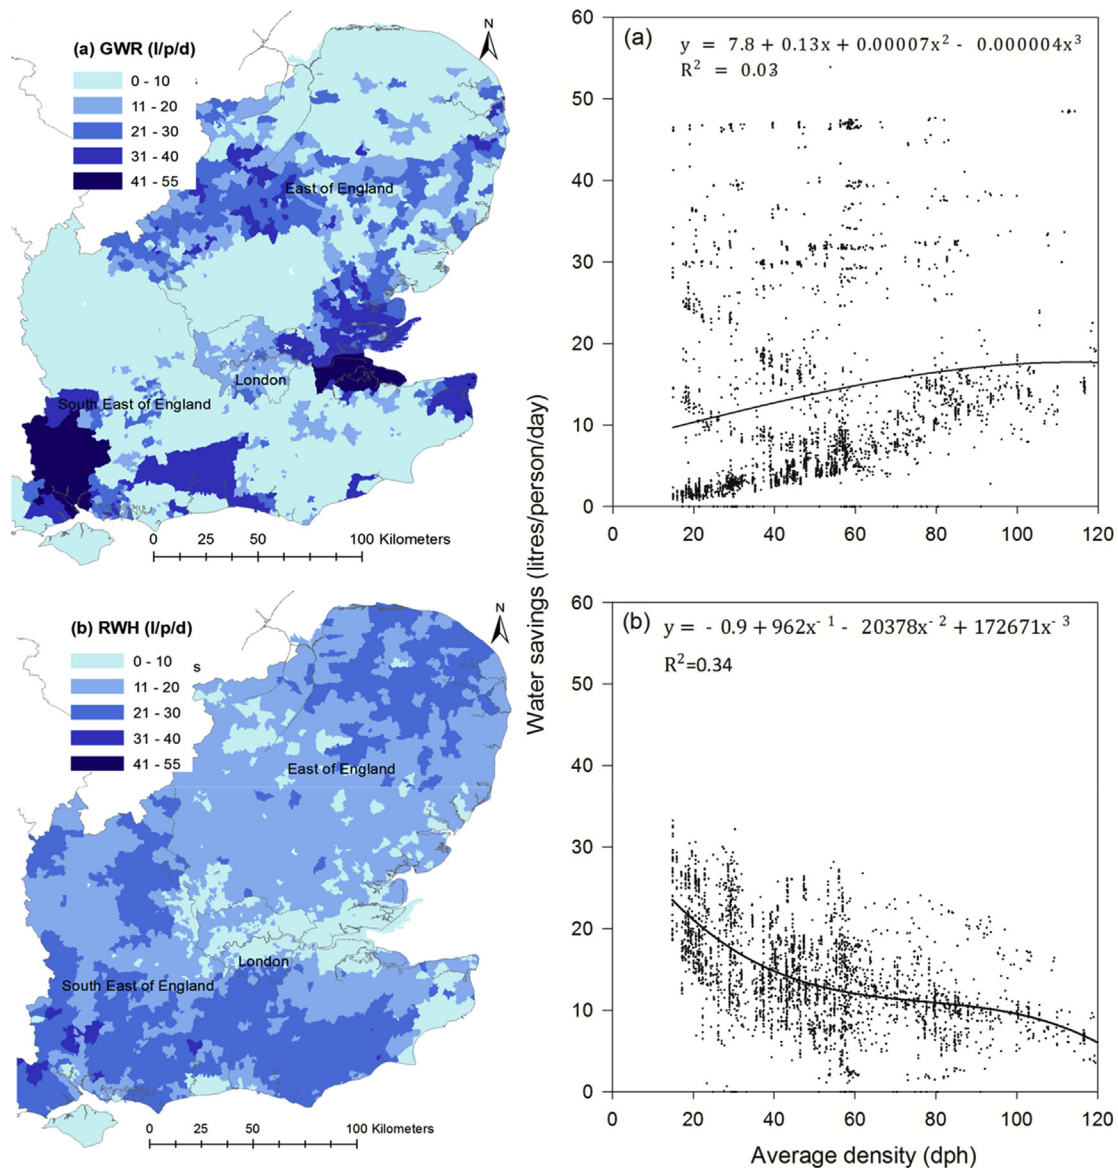 (a) GWR (l/p/d)
0 - 10
s
11 - 20
21 - 30
31 - 40
41 - 55
N
East of England
London
South East of England
0 25 50 100 Kilometers
(b) RWH (l/p/d)
0 - 10
s
11 - 20
21 - 30
31 - 40
41 - 55
N
East of England
London
South East of England
0 25 50 100 Kilometers
Water savings (litres/person/day)
(a)
y = 7.8 + 0.13x + 0.00007x² - 0.000004x³
R² = 0.03
60
50
40
30
20
10
0
0 20 40 60 80 100 120
(b)
y = - 0.9 + 962x⁻¹ - 20378x⁻² + 172671x⁻³
R²=0.34
60
50
40
30
20
10
0
0 20 40 60 80 100 120
Average density (dph)